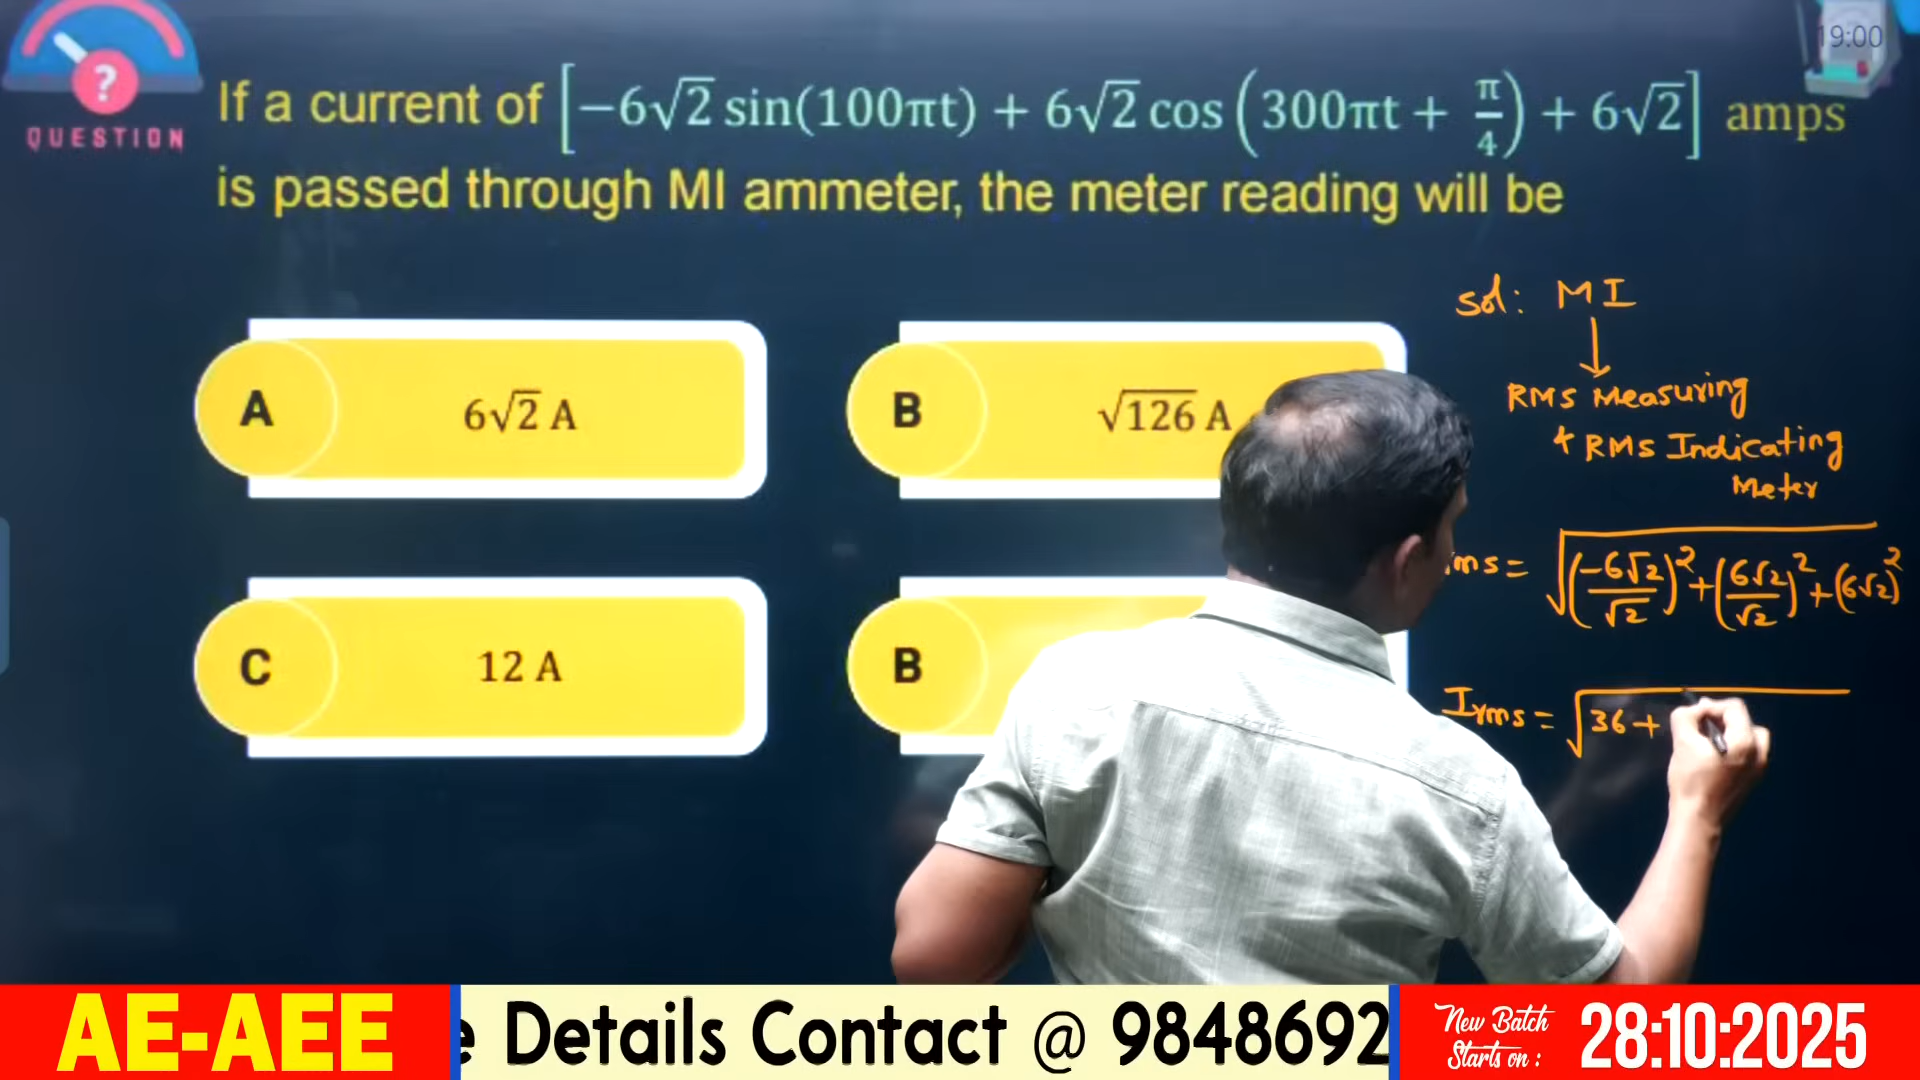 19:00
If a current of [−6√2 sin(100πt) + 6√2 cos (300πt + π/4) + 6√2] amps
QUESTION
is passed through MI ammeter, the meter reading will be
Sol: MI
↓
RMS Measuring
+ RMS Indicating
Meter
A 6√2 A
B √126 A
ms = √((-6√2/√2)² + (6√2/√2)² + (6√2)²
C 12 A
B
Irms = √36 +
AE-AEE
e Details Contact @ 9848692
New Batch
Starts on :
28:10:2025